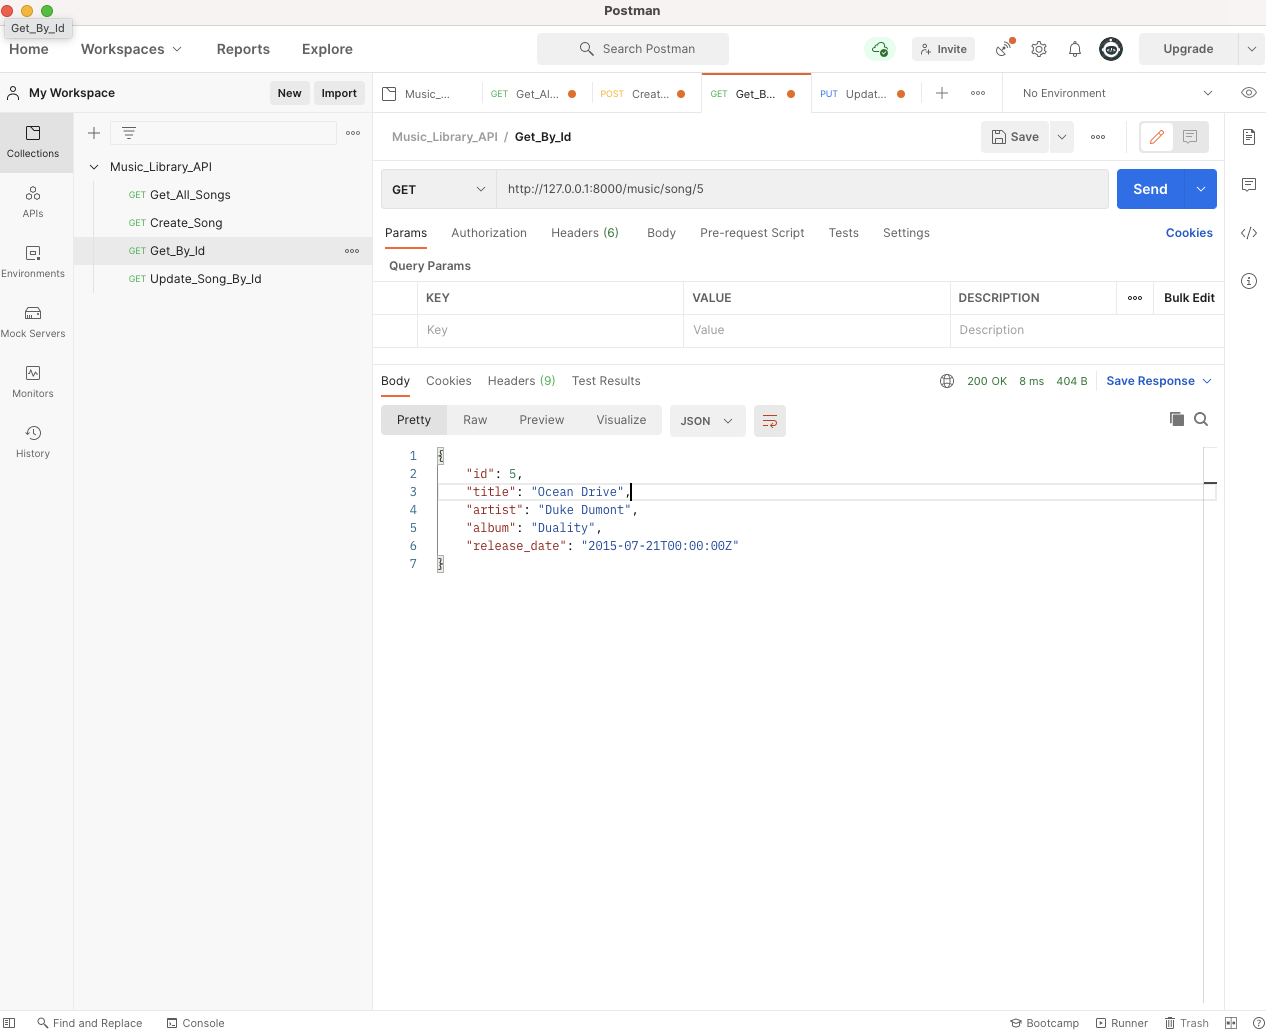 Postman
Get_By_Id
Home Workspaces Reports Explore Search Postman Invite Upgrade
My Workspace New Import Music_... GET Get_Al... POST Creat... GET Get_B... PUT Updat... No Environment
Collections
APIs
Environments
Mock Servers
Monitors
History
Music_Library_API
GET Get_All_Songs
GET Create_Song
GET Get_By_Id
GET Update_Song_By_Id
Music_Library_API / Get_By_Id Save
GET http://127.0.0.1:8000/music/song/5 Send
Params Authorization Headers (6) Body Pre-request Script Tests Settings Cookies
Query Params
KEY VALUE DESCRIPTION Bulk Edit
Key Value Description
Body Cookies Headers (9) Test Results 200 OK 8 ms 404 B Save Response
Pretty Raw Preview Visualize JSON
1 {
2 "id": 5,
3 "title": "Ocean Drive",
4 "artist": "Duke Dumont",
5 "album": "Duality",
6 "release_date": "2015-07-21T00:00:00Z"
7 }
Find and Replace Console Bootcamp Runner Trash